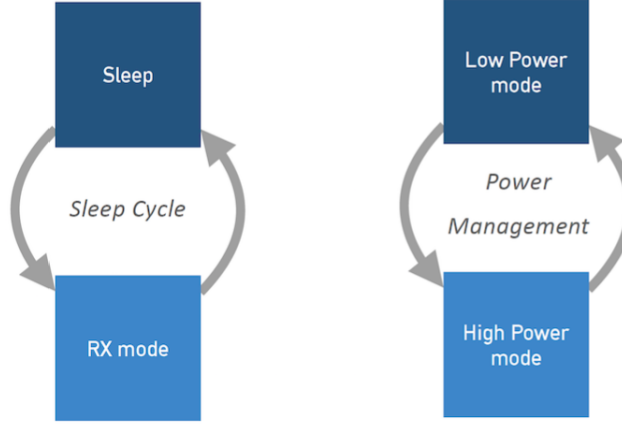 Sleep
Sleep Cycle
RX mode
Low Power
mode
Power
Management
High Power
mode